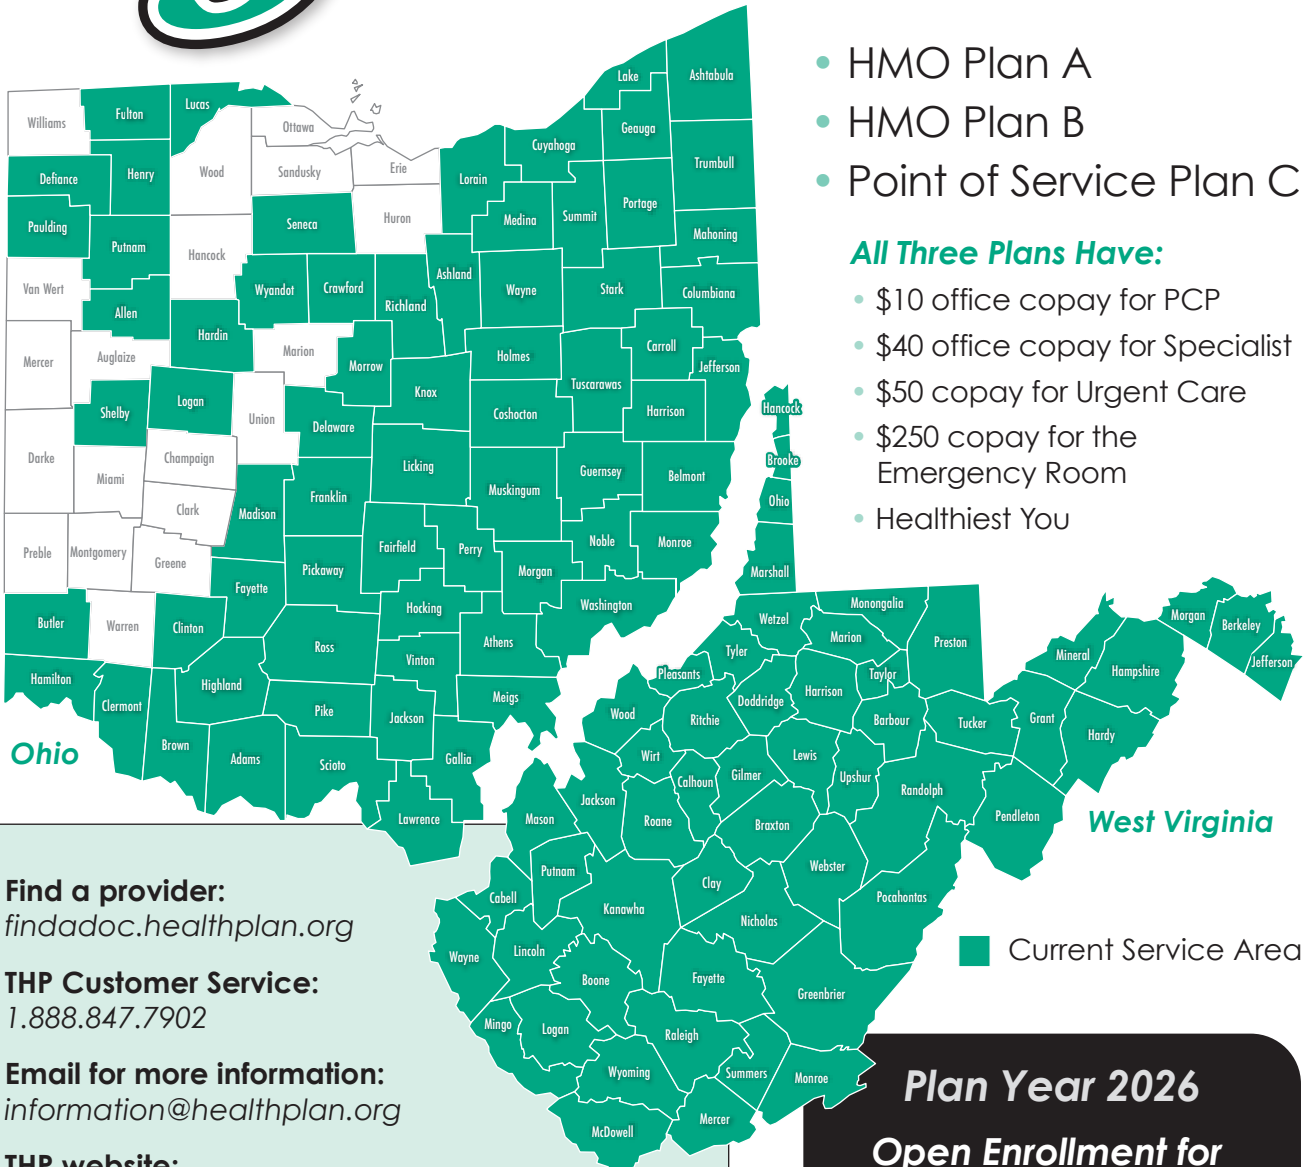 • HMO Plan A
• HMO Plan B
• Point of Service Plan C
All Three Plans Have:
• $10 office copay for PCP
• $40 office copay for Specialist
• $50 copay for Urgent Care
• $250 copay for the
Emergency Room
• Healthiest You
Williams
Fulton
Lucas
Ottawa
Lake
Ashtabula
Geauga
Cuyahoga
Defiance
Henry
Wood
Sandusky
Erie
Lorain
Trumbull
Paulding
Putnam
Seneca
Huron
Medina
Summit
Portage
Mahoning
Hancock
Van Wert
Allen
Wyandot
Crawford
Richland
Ashland
Wayne
Stark
Columbiana
Mercer
Auglaize
Hardin
Marion
Morrow
Holmes
Carroll
Jefferson
Shelby
Logan
Union
Delaware
Knox
Coshocton
Tuscarawas
Harrison
Hancock
Darke
Miami
Champaign
Licking
Muskingum
Guernsey
Belmont
Brooke
Clark
Madison
Franklin
Ohio
Preble
Montgomery
Greene
Fairfield
Perry
Noble
Monroe
Fayette
Pickaway
Morgan
Marshall
Butler
Warren
Clinton
Hocking
Washington
Ross
Athens
Hamilton
Highland
Vinton
Clermont
Pike
Jackson
Meigs
Brown
Adams
Scioto
Gallia
Lawrence
Ohio
Wetzel
Monongalia
Marion
Preston
Morgan
Berkeley
Jefferson
Mineral
Hampshire
Tyler
Pleasants
Doddridge
Harrison
Taylor
Wood
Ritchie
Barbour
Tucker
Grant
Hardy
Wirt
Calhoun
Gilmer
Lewis
Upshur
Randolph
Jackson
Roane
Braxton
Pendleton
Mason
Webster
Putnam
Clay
Pocahontas
Cabell
Kanawha
Nicholas
Wayne
Lincoln
Boone
Fayette
Greenbrier
Mingo
Logan
Raleigh
Wyoming
Summers
Monroe
McDowell
Mercer
West Virginia
Current Service Area
Find a provider:
findadoc.healthplan.org
THP Customer Service:
1.888.847.7902
Email for more information:
information@healthplan.org
THP website:
Plan Year 2026
Open Enrollment for